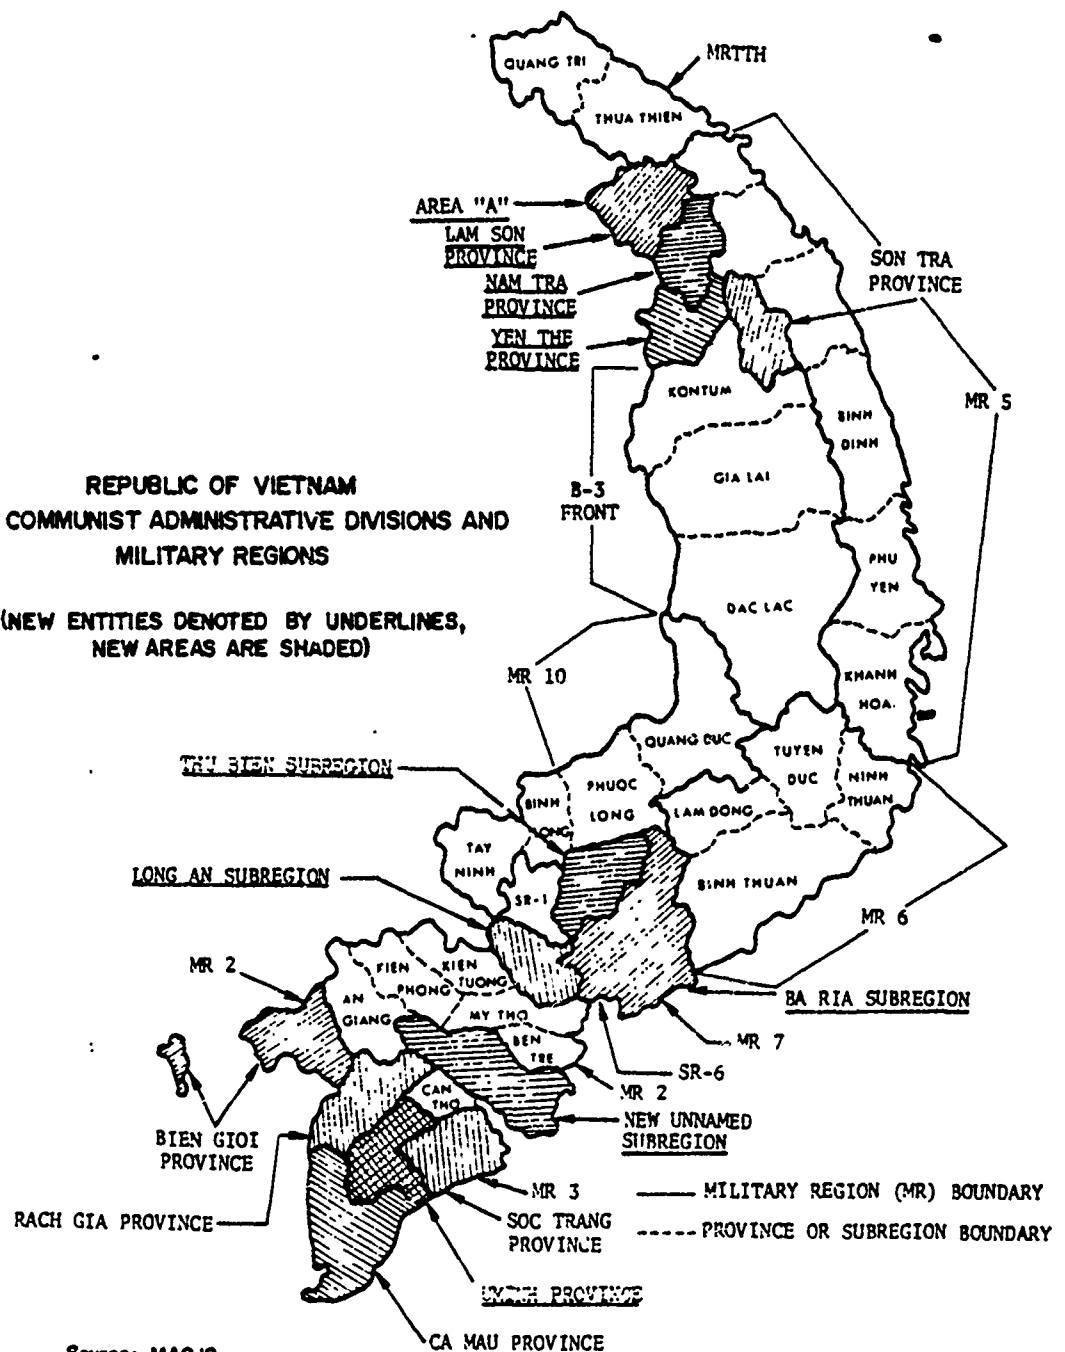 QUANG TRI
MRTTH
THUA THIEN
AREA "A"
LAM SON
PROVINCE
SON TRA
PROVINCE
NAM TRA
PROVINCE
YEN THE
PROVINCE
KONTUM
MR 5
BINH
DINH
GIA LAI
REPUBLIC OF VIETNAM
COMMUNIST ADMINISTRATIVE DIVISIONS AND
MILITARY REGIONS
B-3
FRONT
PHU
YEN
DAC LAC
(NEW ENTITIES DENOTED BY UNDERLINES,
NEW AREAS ARE SHADED)
MR 10
KHANH
HOA
QUANG DUC
TUYEN
DUC
THU BIEN SUBREGION
PHUOC
LONG
NINH
THUAN
BINH
LONG
LAM DONG
TAY
NINH
LONG AN SUBREGION
SR-1
BINH THUAN
MR 6
MR 2
KIEN
TUONG
KIEN
PHONG
AN
GIANG
MY THO
BA RIA SUBREGION
BEN
TRE
MR 7
SR-6
MR 2
CAN
THO
NEW UNNAMED
SUBREGION
BIEN GIOI
PROVINCE
MR 3
MILITARY REGION (MR) BOUNDARY
RACH GIA PROVINCE
SOC TRANG
PROVINCE
PROVINCE OR SUBREGION BOUNDARY
UMINH PROVINCE
CA MAU PROVINCE